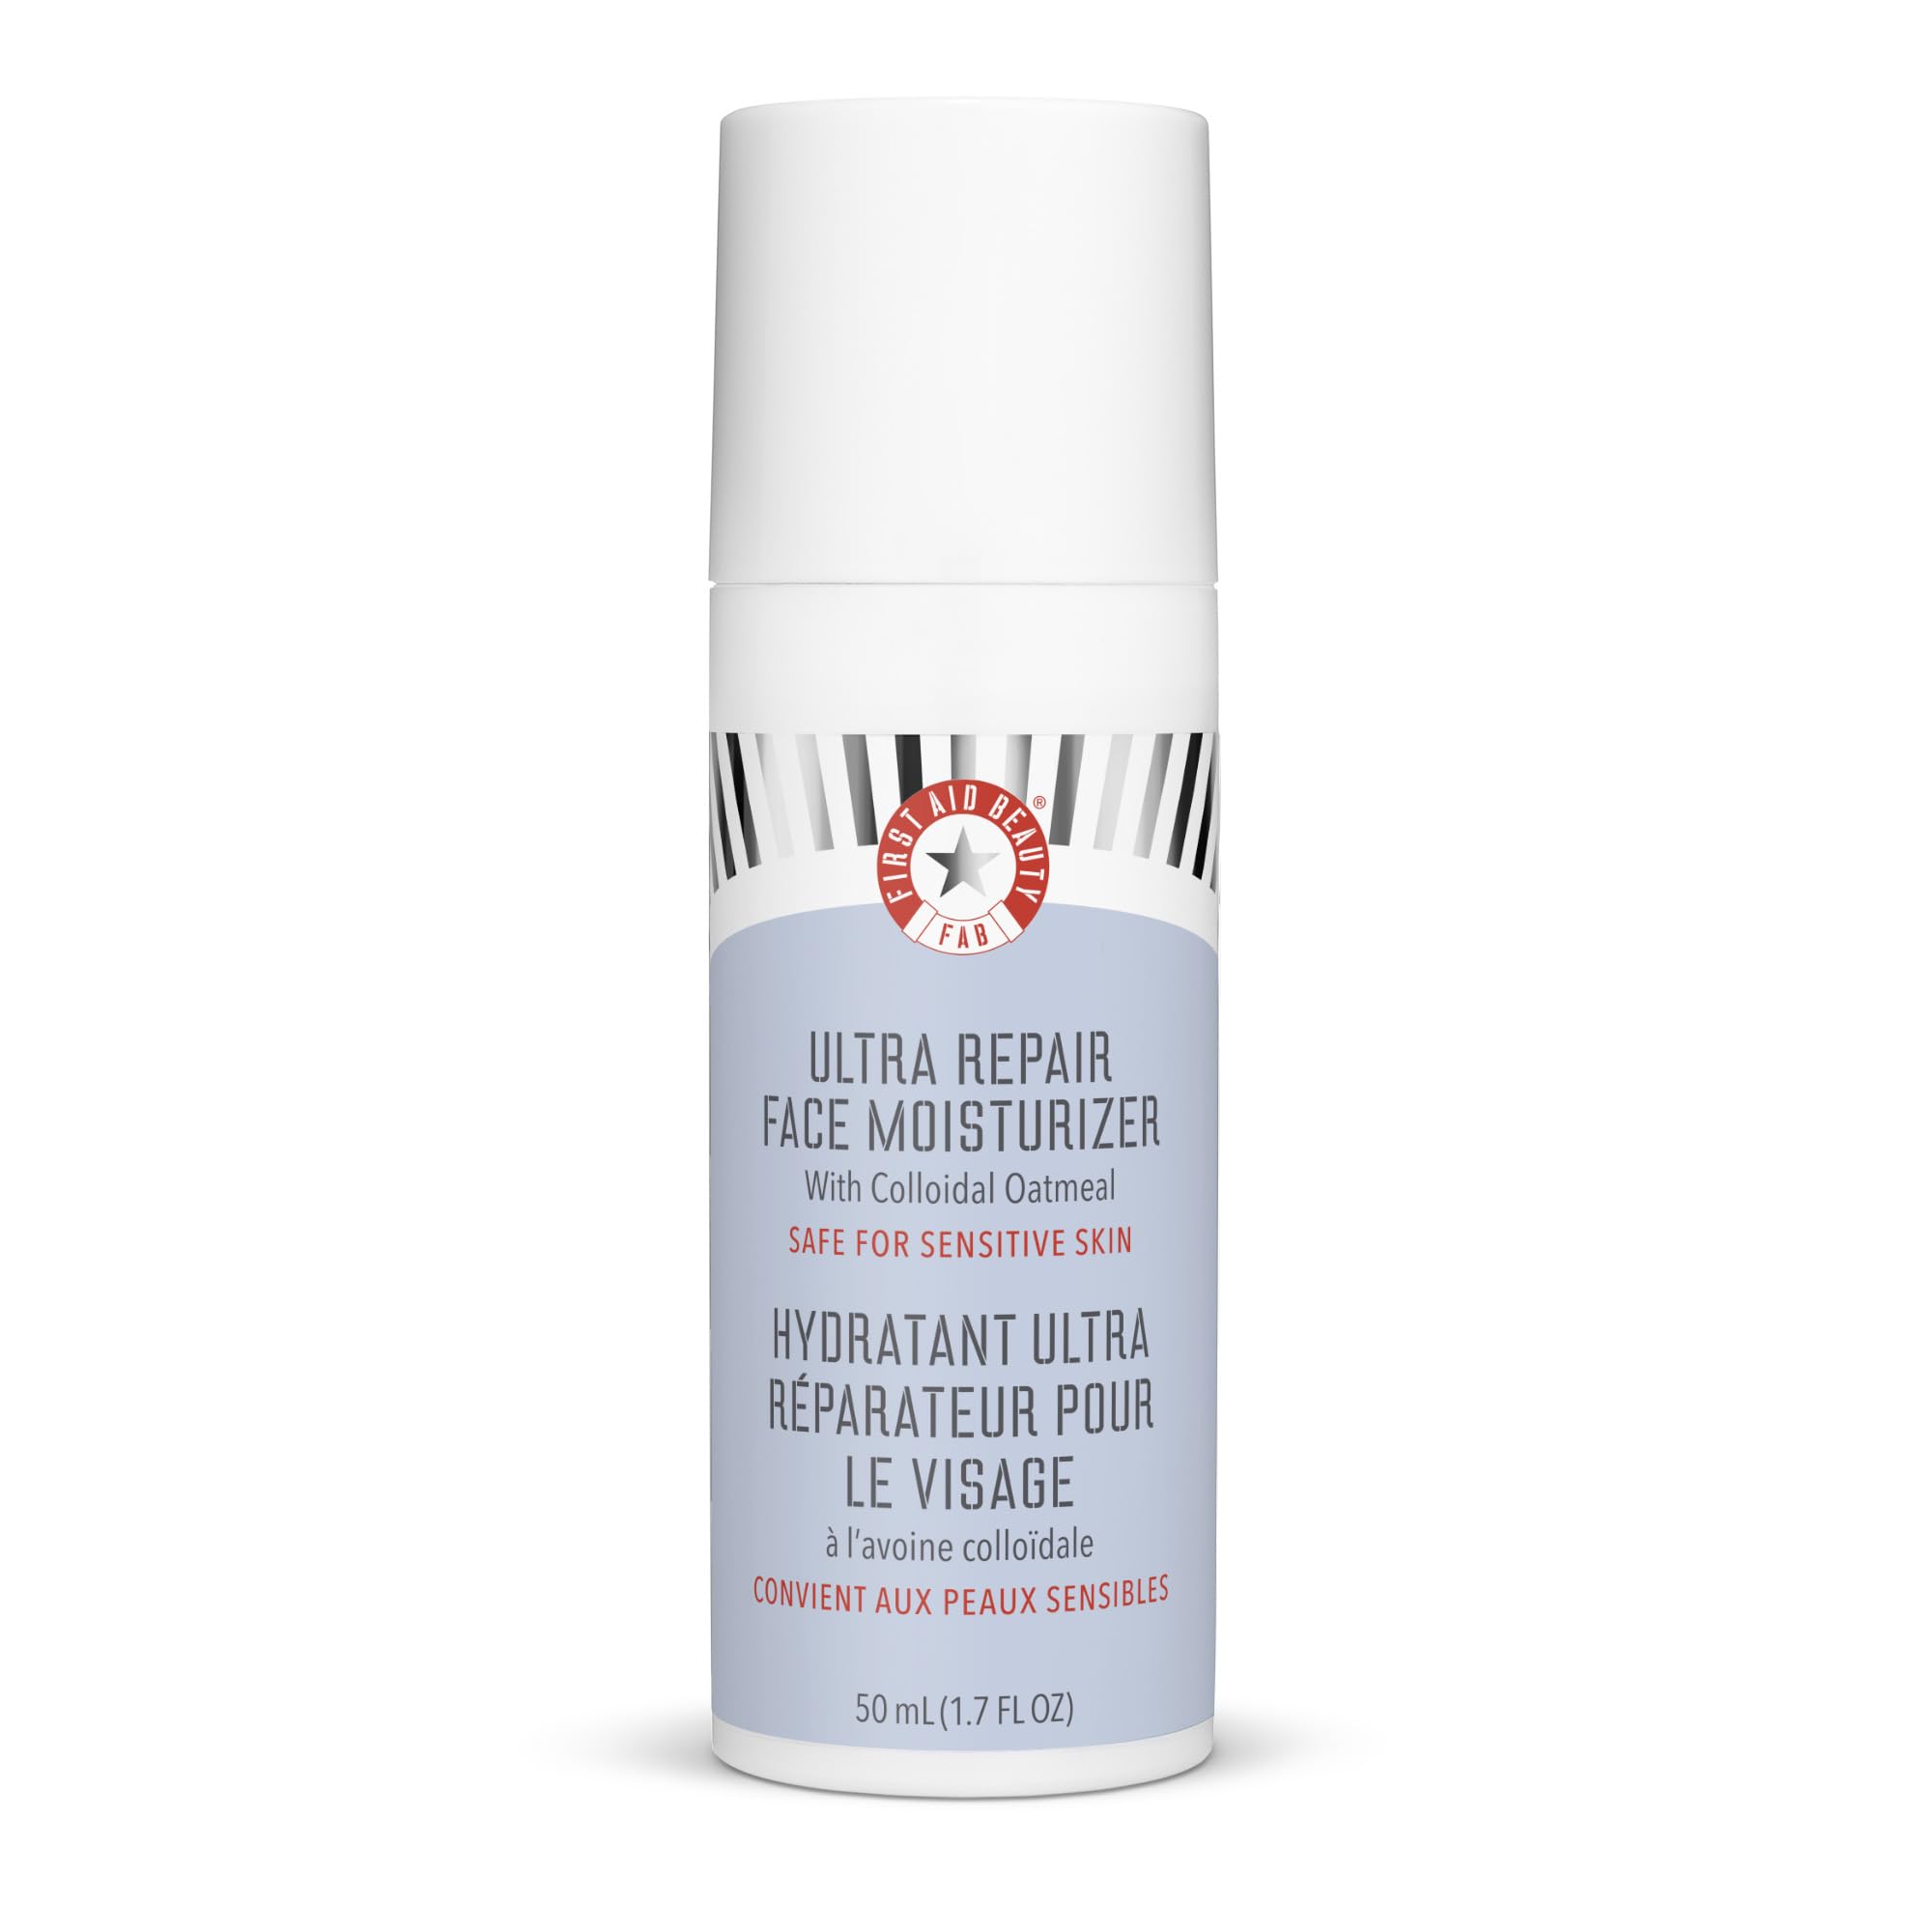 FIRST AID BEAUTY ®
FAB
ULTRA REPAIR
FACE MOISTURIZER
With Colloidal Oatmeal
SAFE FOR SENSITIVE SKIN
HYDRATANT ULTRA
RÉPARATEUR POUR
LE VISAGE
à l'avoine colloïdale
CONVIENT AUX PEAUX SENSIBLES
50 mL (1.7 FL OZ)